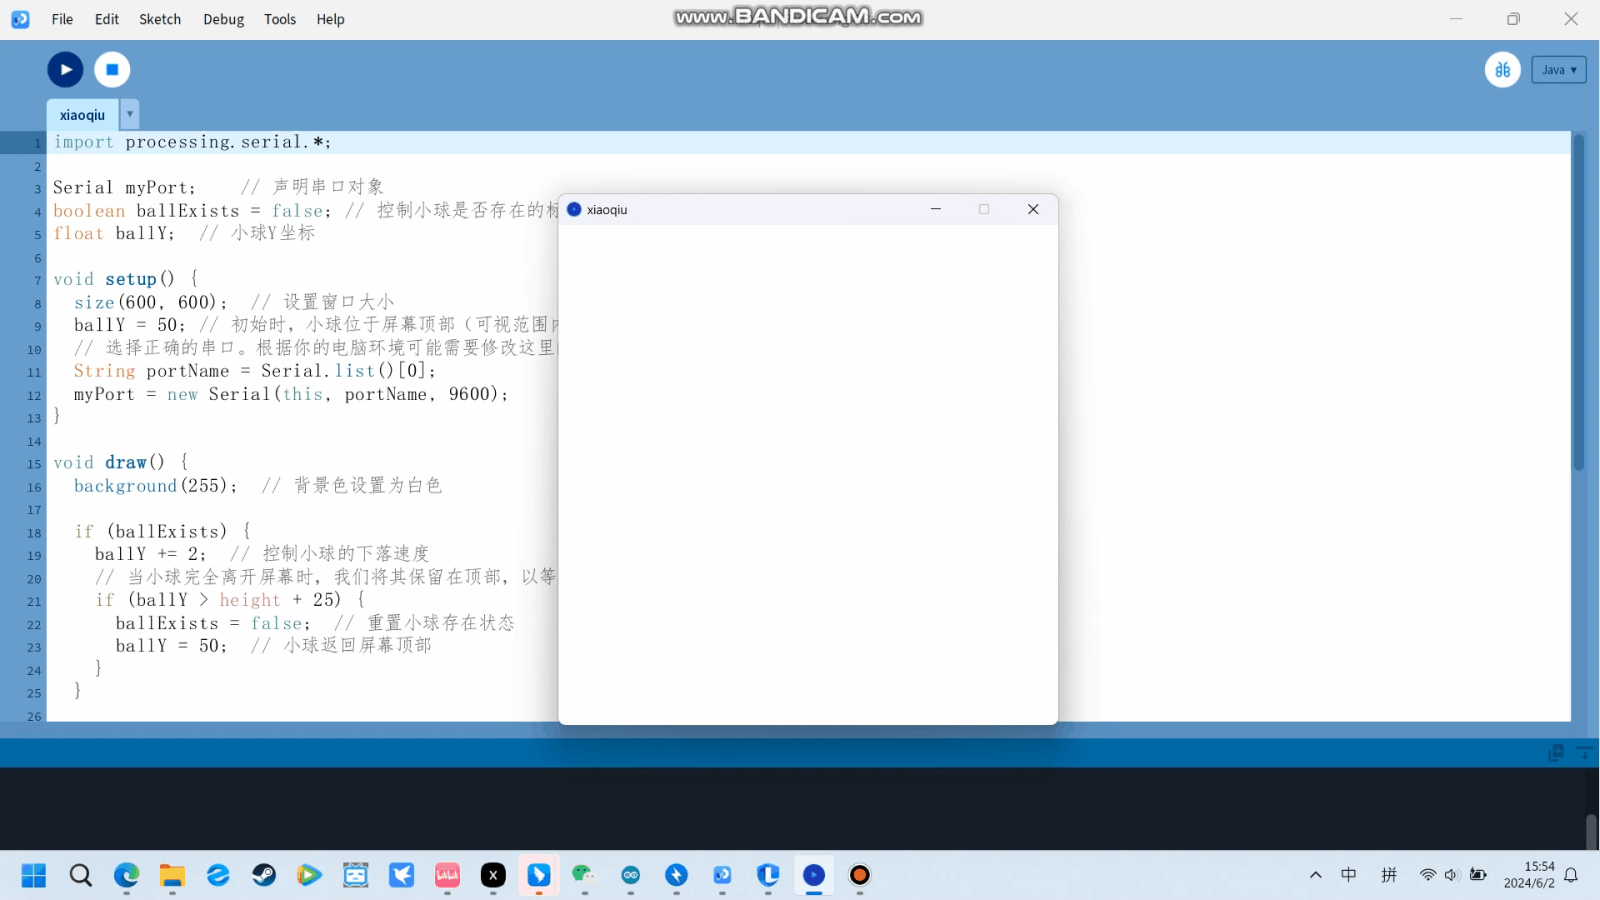 File Edit Sketch Debug Tools Help
www.BANDICAM.com
Java ▾
xiaoqiu
1 import processing.serial.*;
2
3 Serial myPort; // 声明串口对象
4 boolean ballExists = false; // 控制小球是否存在的标
5 float ballY; // 小球Y坐标
6
7 void setup() {
8 size(600, 600); // 设置窗口大小
9 ballY = 50; // 初始时，小球位于屏幕顶部（可视范围内
10 // 选择正确的串口。根据你的电脑环境可能需要修改这里
11 String portName = Serial.list()[0];
12 myPort = new Serial(this, portName, 9600);
13 }
14
15 void draw() {
16 background(255); // 背景色设置为白色
17
18 if (ballExists) {
19 ballY += 2; // 控制小球的下落速度
20 // 当小球完全离开屏幕时，我们将其保留在顶部，以等
21 if (ballY > height + 25) {
22 ballExists = false; // 重置小球存在状态
23 ballY = 50; // 小球返回屏幕顶部
24 }
25 }
26
xiaoqiu
中 拼
15:54
2024/6/2